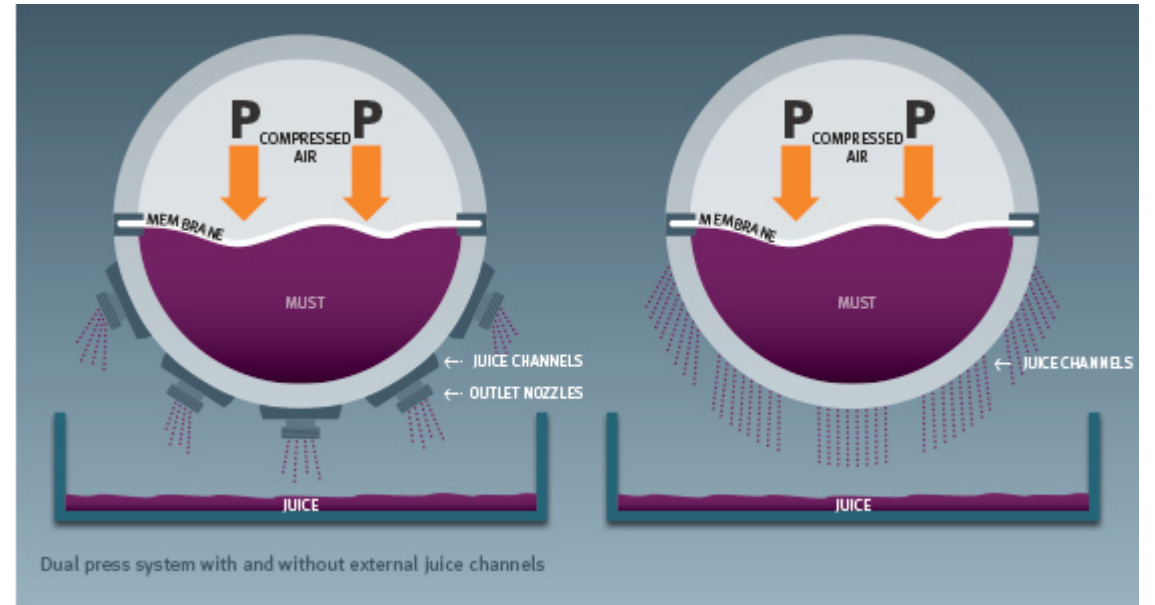 P P
COMPRESSED
AIR
MEMBRANE
MUST
JUICE CHANNELS
OUTLET NOZZLES
JUICE
P P
COMPRESSED
AIR
MEMBRANE
MUST
JUICE CHANNELS
JUICE
Dual press system with and without external juice channels